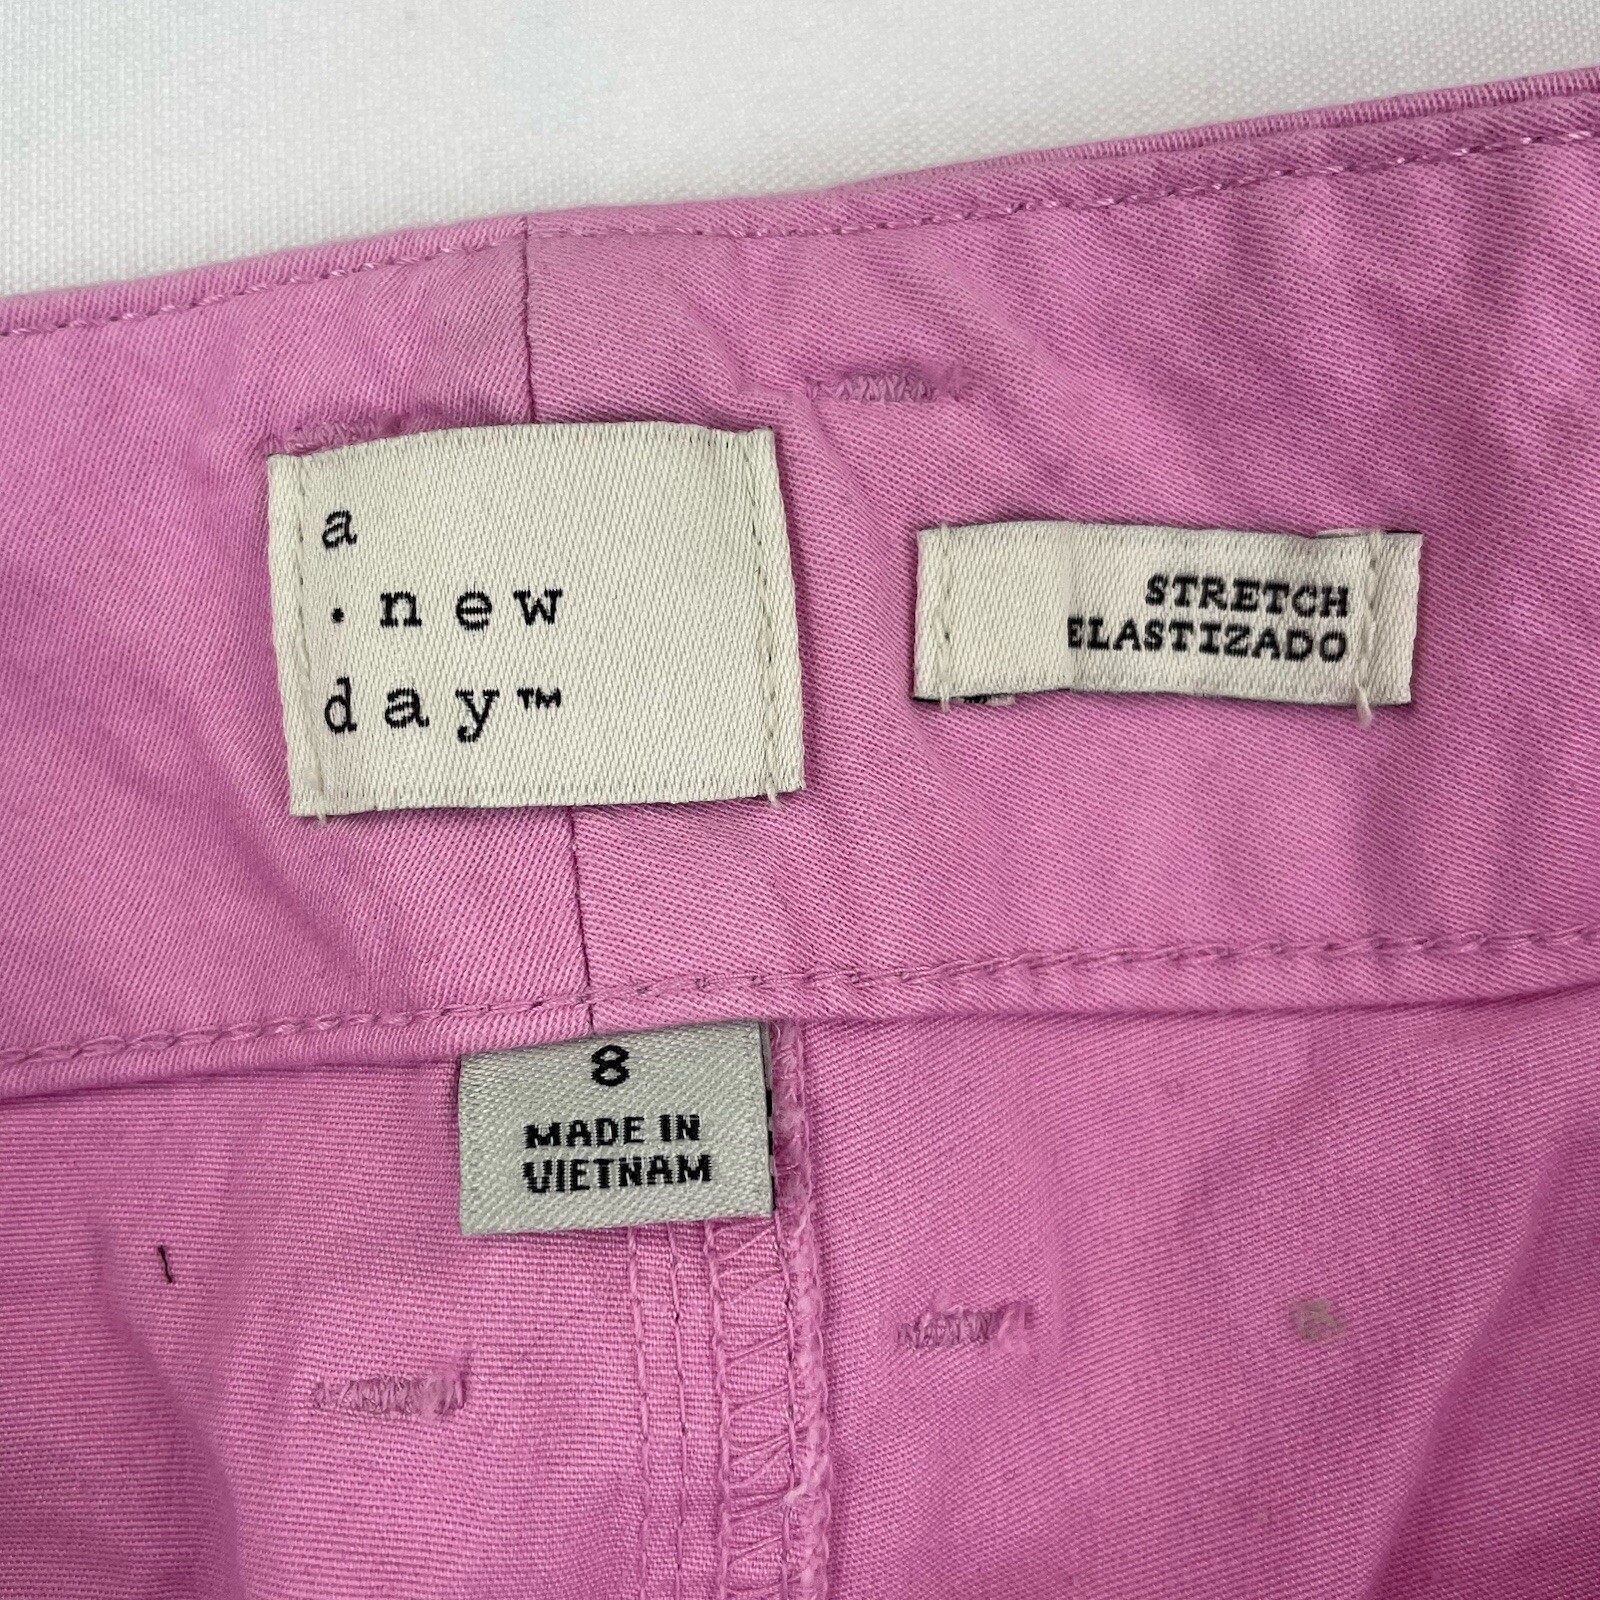 a
·new
day™
STRETCH
ELASTIZADO
8
MADE IN
VIETNAM